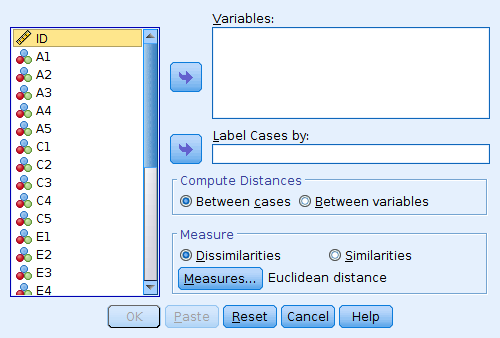 Variables:
ID
A1
A2
A3
A4
A5
C1
C2
C3
C4
C5
E1
E2
E3
E4
Label Cases by:
Compute Distances
Between cases
Between variables
Measure
Dissimilarities
Similarities
Measures...
Euclidean distance
OK
Paste
Reset
Cancel
Help